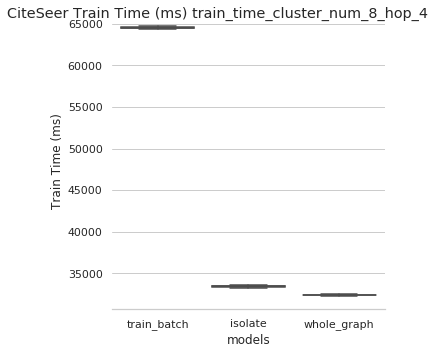 CiteSeer Train Time (ms) train_time_cluster_num_8_hop_4
65000
60000
55000
50000
45000
40000
35000
Train Time (ms)
train_batch isolate whole_graph
models